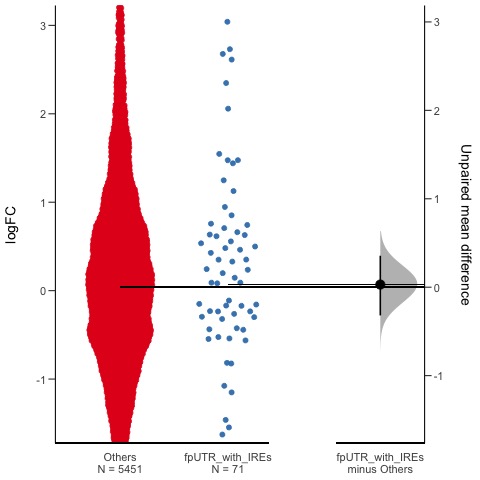 logFC
3
2
1
0
-1
3
2
1
0
-1
Unpaired mean difference
Others
N = 5451
fpUTR_with_IREs
N = 71
fpUTR_with_IREs
minus Others